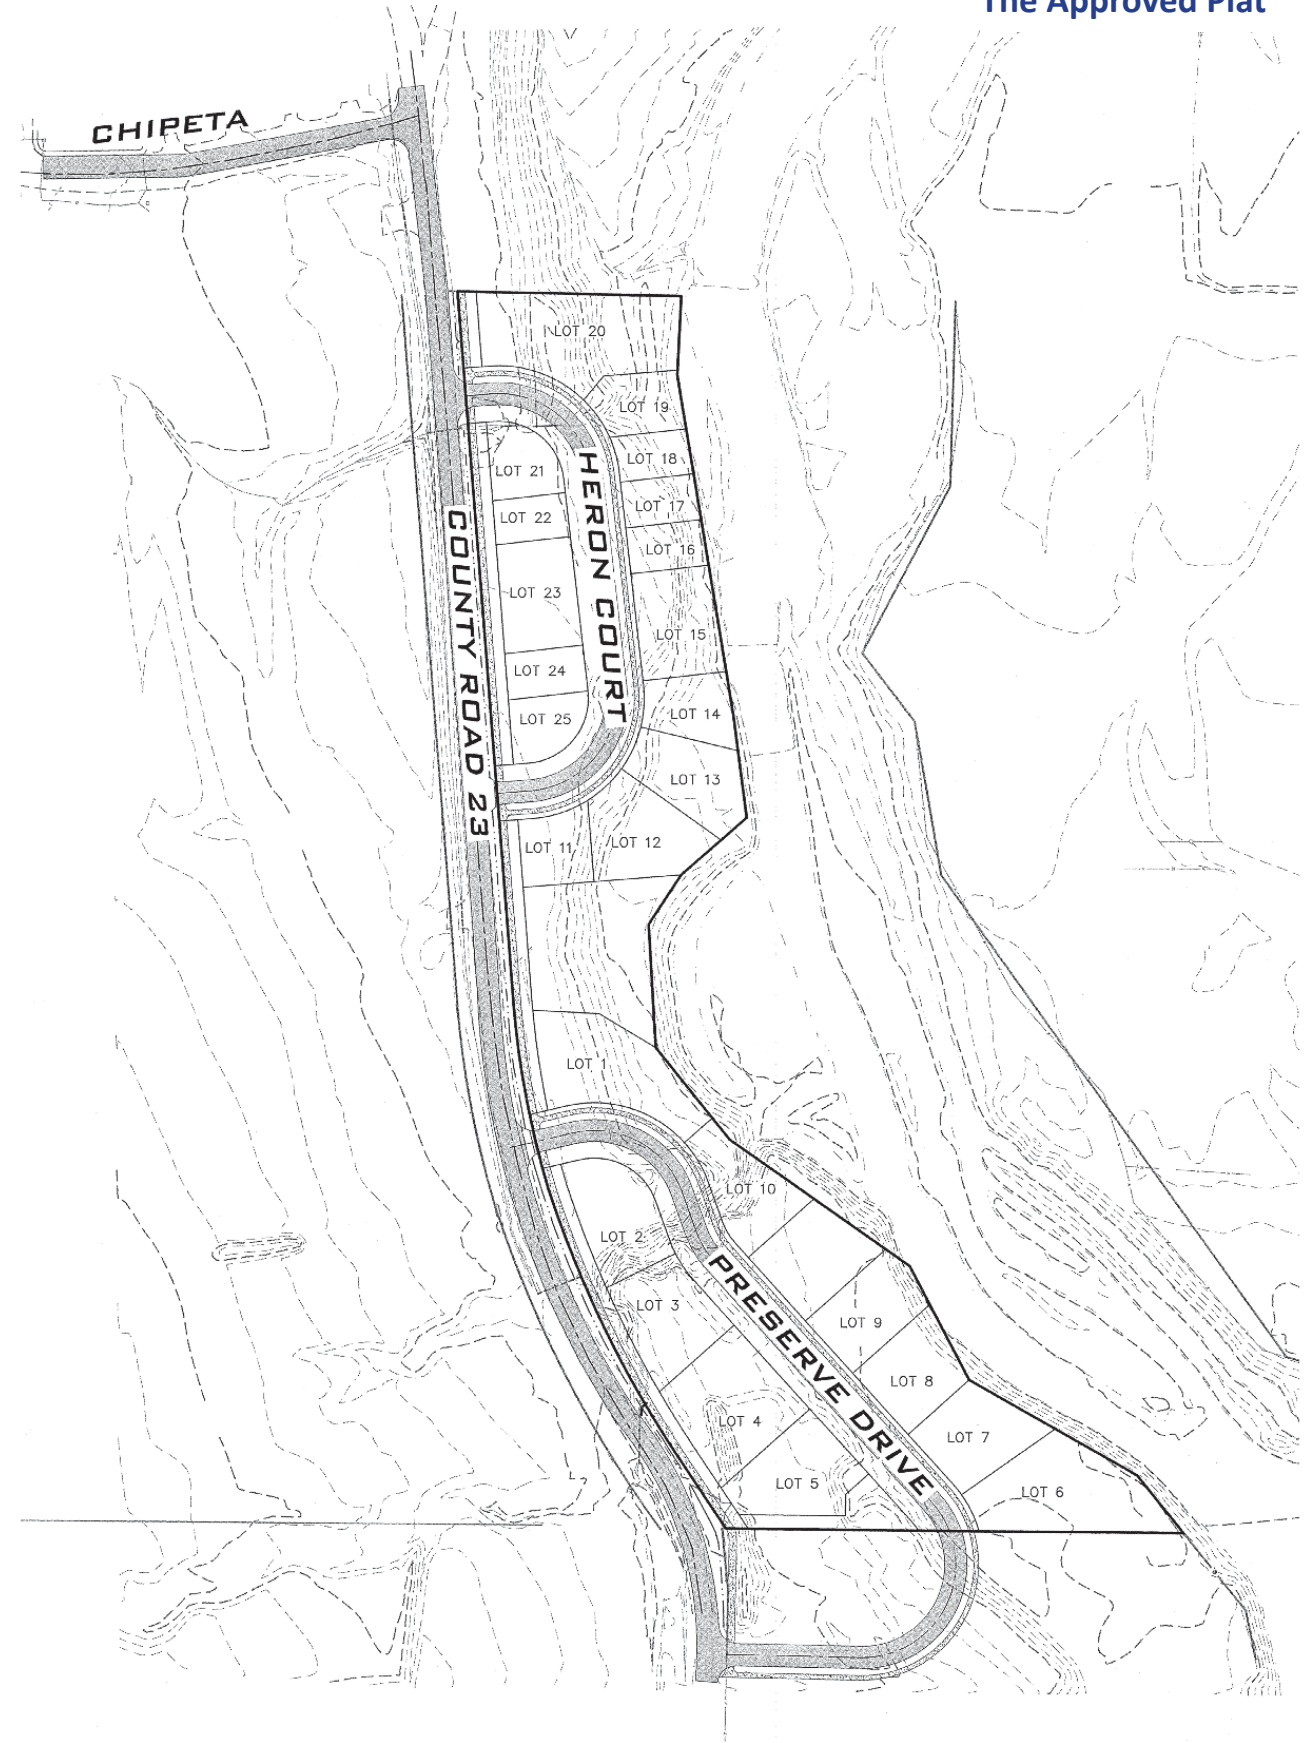 The Approved Plat
CHIPETA
LOT 20
LOT 19
LOT 18
LOT 21
LOT 17
LOT 22
LOT 16
HERON COURT
COUNTY ROAD 23
LOT 23
LOT 15
LOT 24
LOT 14
LOT 25
LOT 13
LOT 11
LOT 12
LOT 1
LOT 10
LOT 2
LOT 3
LOT 9
PRESERVE DRIVE
LOT 8
LOT 4
LOT 7
LOT 5
LOT 6